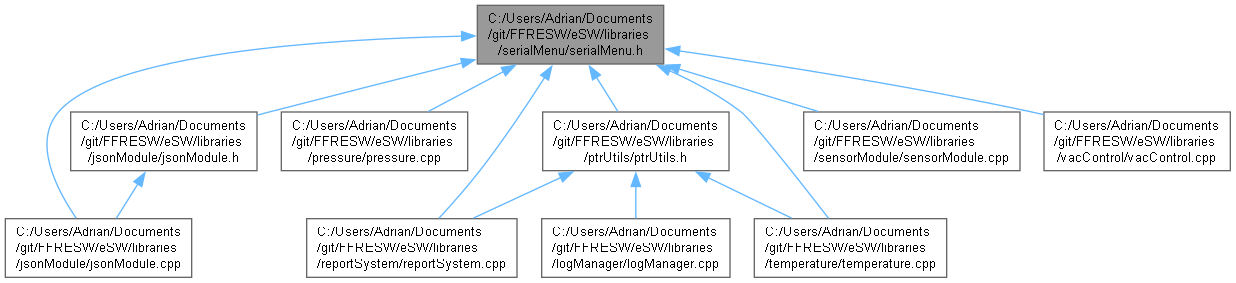 C:/Users/Adrian/Documents
/git/FFRESW/eSW/libraries
/serialMenu/serialMenu.h
C:/Users/Adrian/Documents
/git/FFRESW/eSW/libraries
/jsonModule/jsonModule.h
C:/Users/Adrian/Documents
/git/FFRESW/eSW/libraries
/pressure/pressure.cpp
C:/Users/Adrian/Documents
/git/FFRESW/eSW/libraries
/ptrUtils/ptrUtils.h
C:/Users/Adrian/Documents
/git/FFRESW/eSW/libraries
/sensorModule/sensorModule.cpp
C:/Users/Adrian/Documents
/git/FFRESW/eSW/libraries
/vacControl/vacControl.cpp
C:/Users/Adrian/Documents
/git/FFRESW/eSW/libraries
/jsonModule/jsonModule.cpp
C:/Users/Adrian/Documents
/git/FFRESW/eSW/libraries
/reportSystem/reportSystem.cpp
C:/Users/Adrian/Documents
/git/FFRESW/eSW/libraries
/logManager/logManager.cpp
C:/Users/Adrian/Documents
/git/FFRESW/eSW/libraries
/temperature/temperature.cpp